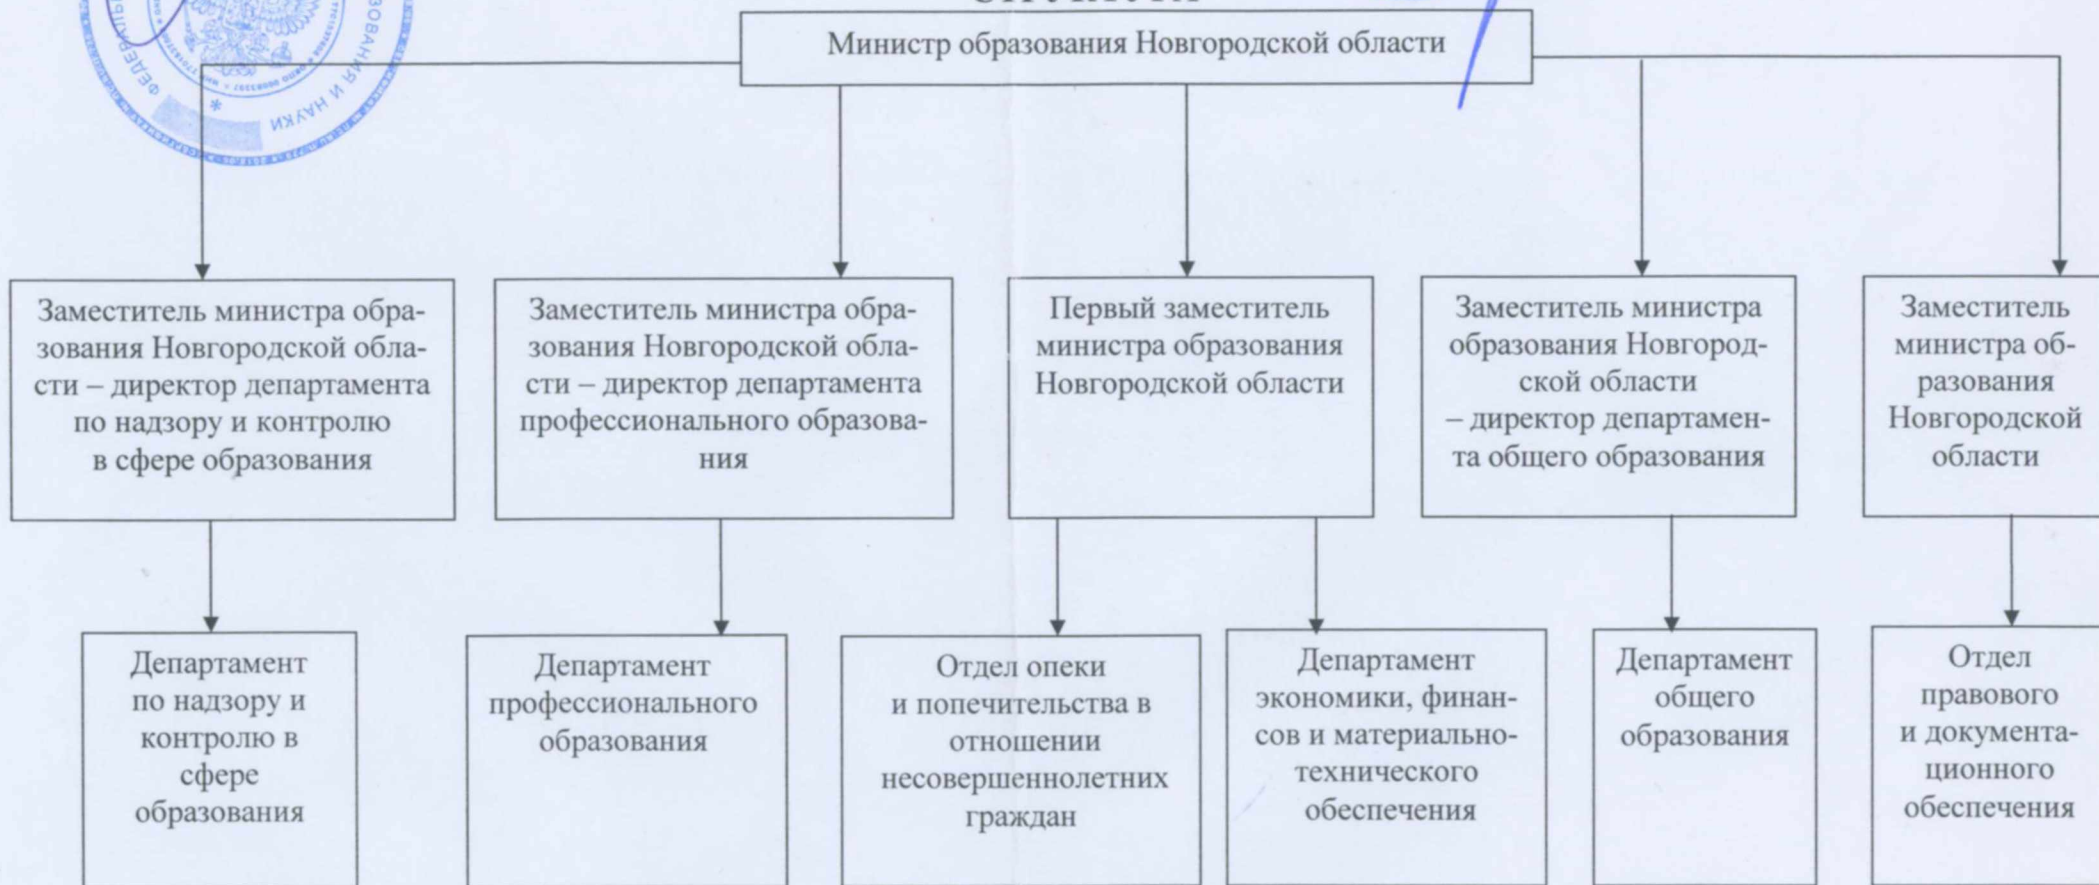 СТРУКТУРА
Министр образования Новгородской области
Заместитель министра обра-
зования Новгородской обла-
сти – директор департамента
по надзору и контролю
в сфере образования
Заместитель министра обра-
зования Новгородской обла-
сти – директор департамента
профессионального образова-
ния
Первый заместитель
министра образования
Новгородской области
Заместитель министра
образования Новгород-
ской области
– директор департамен-
та общего образования
Заместитель
министра об-
разования
Новгородской
области
Департамент
по надзору и
контролю в
сфере
образования
Департамент
профессионального
образования
Отдел опеки
и попечительства в
отношении
несовершеннолетних
граждан
Департамент
экономики, финан-
сов и материально-
технического
обеспечения
Департамент
общего
образования
Отдел
правового
и документа-
ционного
обеспечения
И НАУКИ